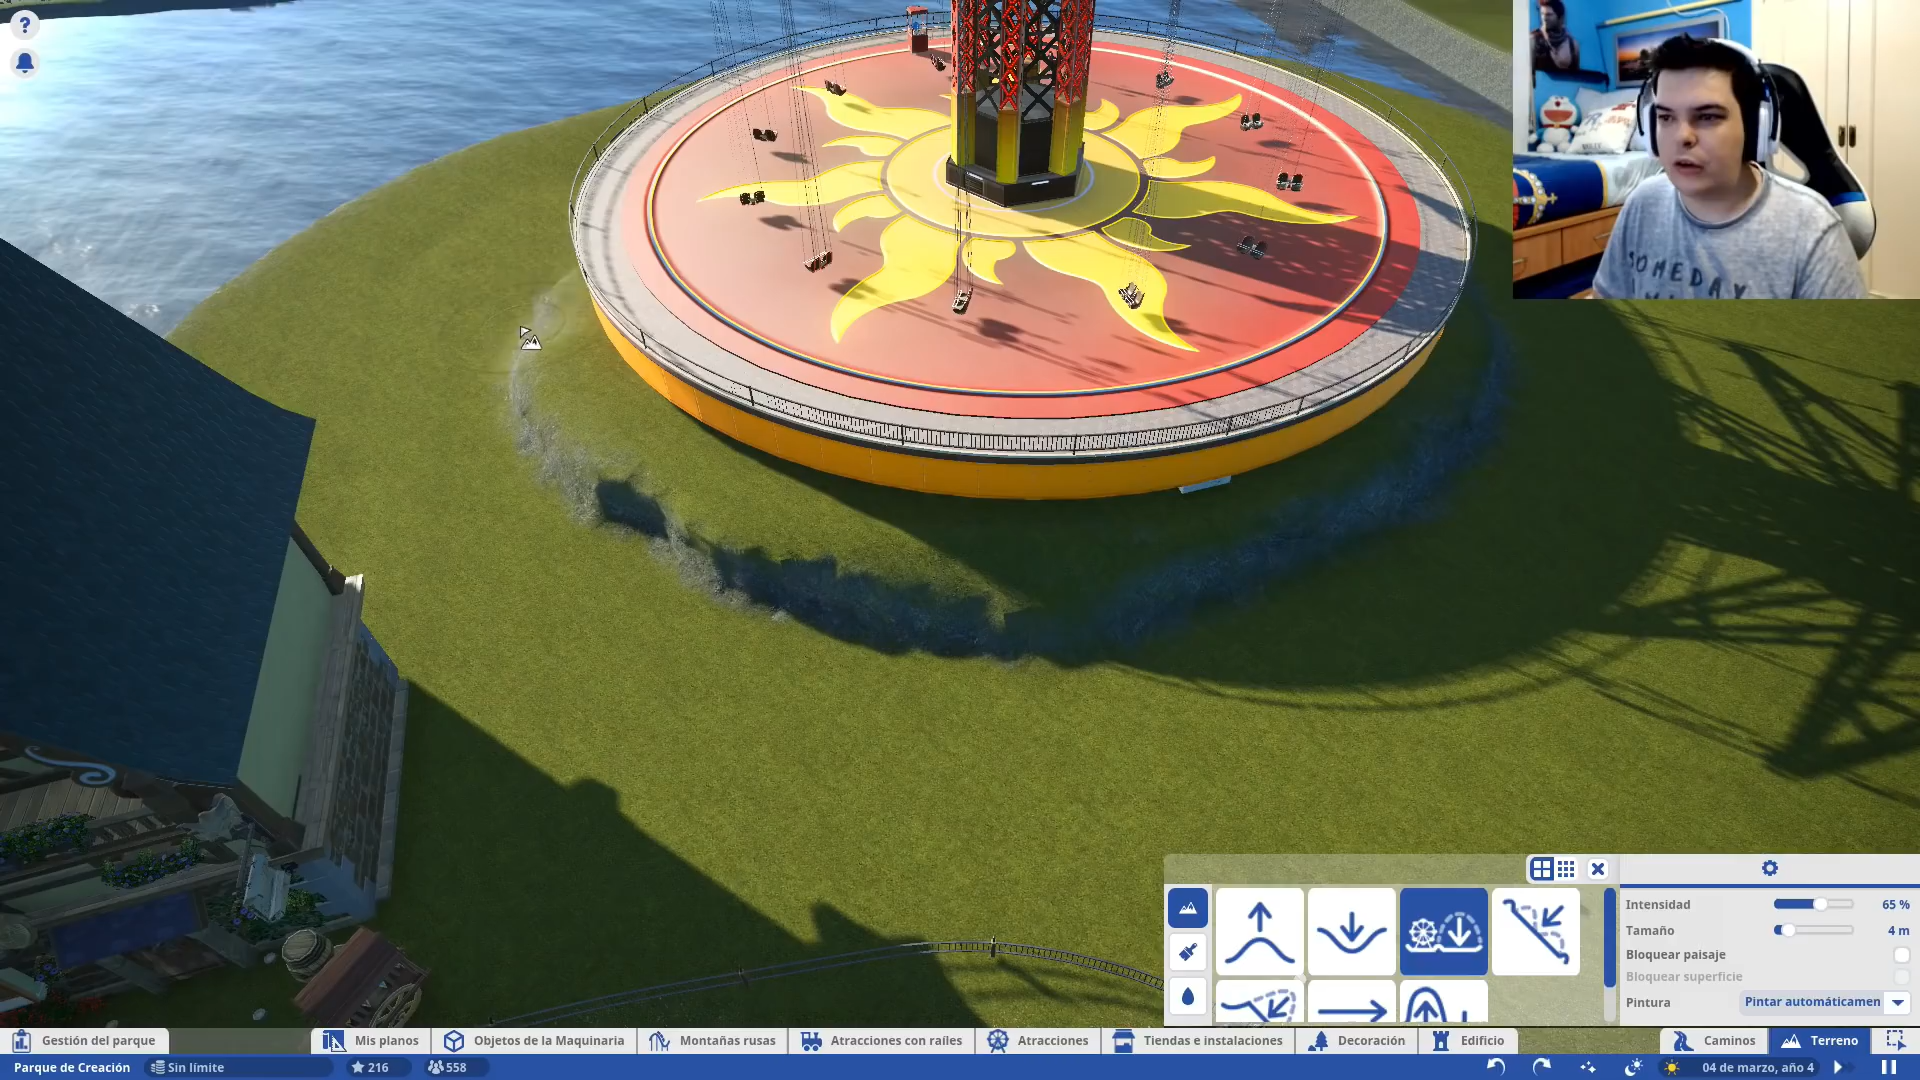 ?
SOMEDAY
Intensidad 65 %
Tamaño 4 m
Bloquear paisaje
Bloquear superficie
Pintura Pintar automáticamen
Gestión del parque Mis planos Objetos de la Maquinaria Montañas rusas Atracciones con raíles Atracciones Tiendas e instalaciones Decoración Edificio Caminos Terreno
Parque de Creación Sin límite 216 558 04 de marzo, año 4